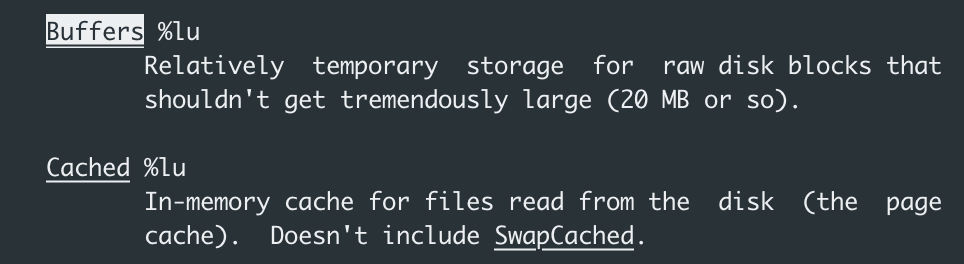 Buffers %lu
Relatively temporary storage for raw disk blocks that
shouldn't get tremendously large (20 MB or so).
Cached %lu
In-memory cache for files read from the disk (the page
cache). Doesn't include SwapCached.